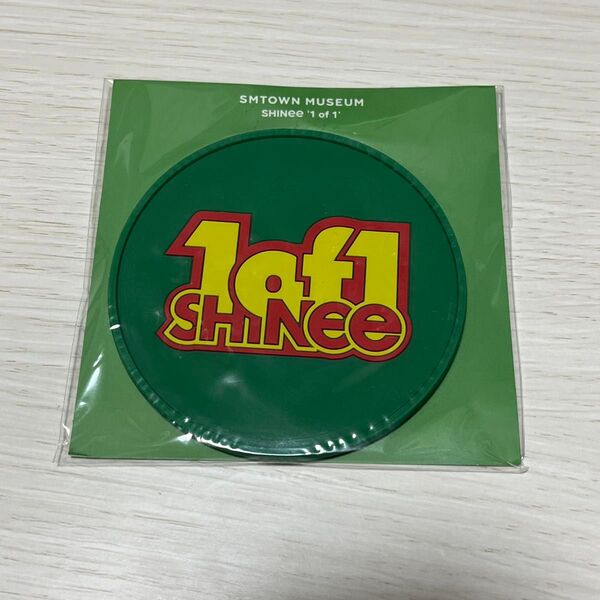 SMTOWN MUSEUM
SHINee '1 of 1'
1of1
SHINee